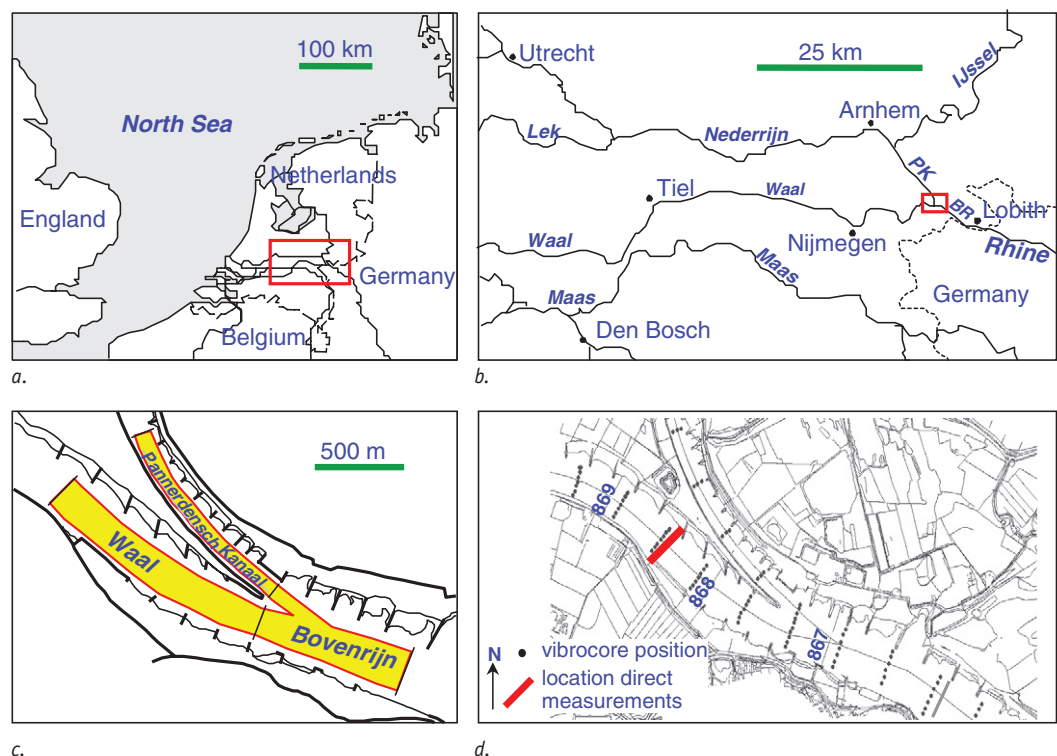 100 km
North Sea
Netherlands
England
Germany
Belgium
a.
25 km
Utrecht
IJssel
Arnhem
Lek
Nederrijn
PK
Tiel
Waal
BR
Lobith
Nijmegen
Rhine
Waal
Maas
Maas
Germany
Den Bosch
b.
500 m
Pannerdensch Kanaal
Waal
Bovenrijn
c.
869
868
867
N
vibrocore position
location direct
measurements
d.